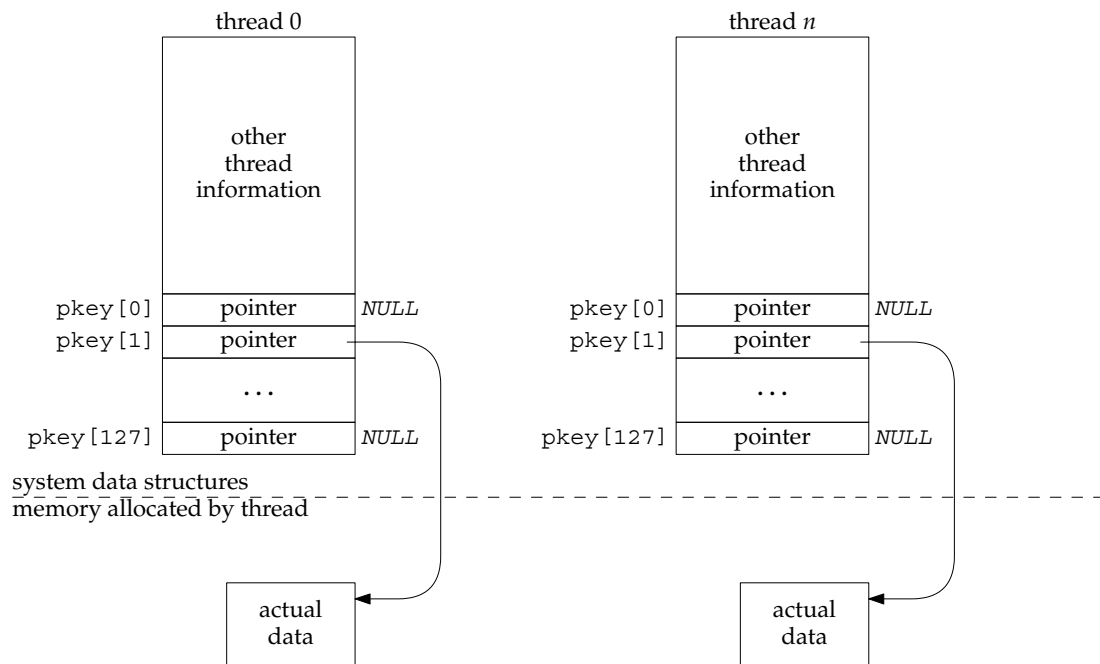 thread 0
other
thread
information
pkey[0] pointer NULL
pkey[1] pointer
...
pkey[127] pointer NULL
thread n
other
thread
information
pkey[0] pointer NULL
pkey[1] pointer
...
pkey[127] pointer NULL
system data structures
memory allocated by thread
actual
data
actual
data